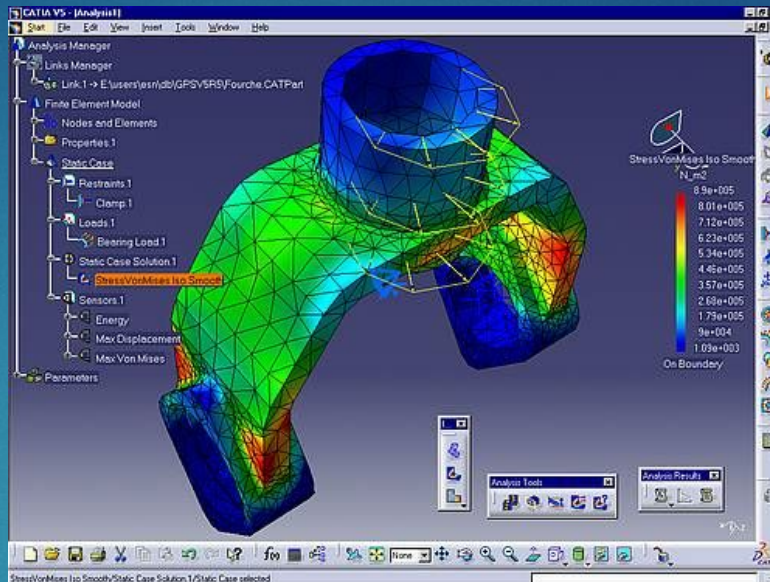 CATIA V5 - [Analysis1]
Start File Edit View Insert Tools Window Help
Analysis Manager
Links Manager
Link.1 -> E:\users\esn\db\GPSV5R5\Fourche.CATPart
Finite Element Model
Nodes and Elements
Properties.1
Static Case
Restraints.1
Clamp.1
Loads.1
Bearing Load.1
Static Case Solution.1
StressVonMises Iso Smooth
Sensors.1
Energy
Max Displacement
Max Von Mises
Parameters
StressVonMises Iso Smooth
N_m2
8.9e+005
8.01e+005
7.12e+005
6.23e+005
5.34e+005
4.46e+005
3.57e+005
2.68e+005
1.79e+005
9e+004
1.09e+003
On Boundary
Analysis Tools
Analysis Results
None
StressVonMises Iso Smooth/Static Case Solution.1/Static Case selected